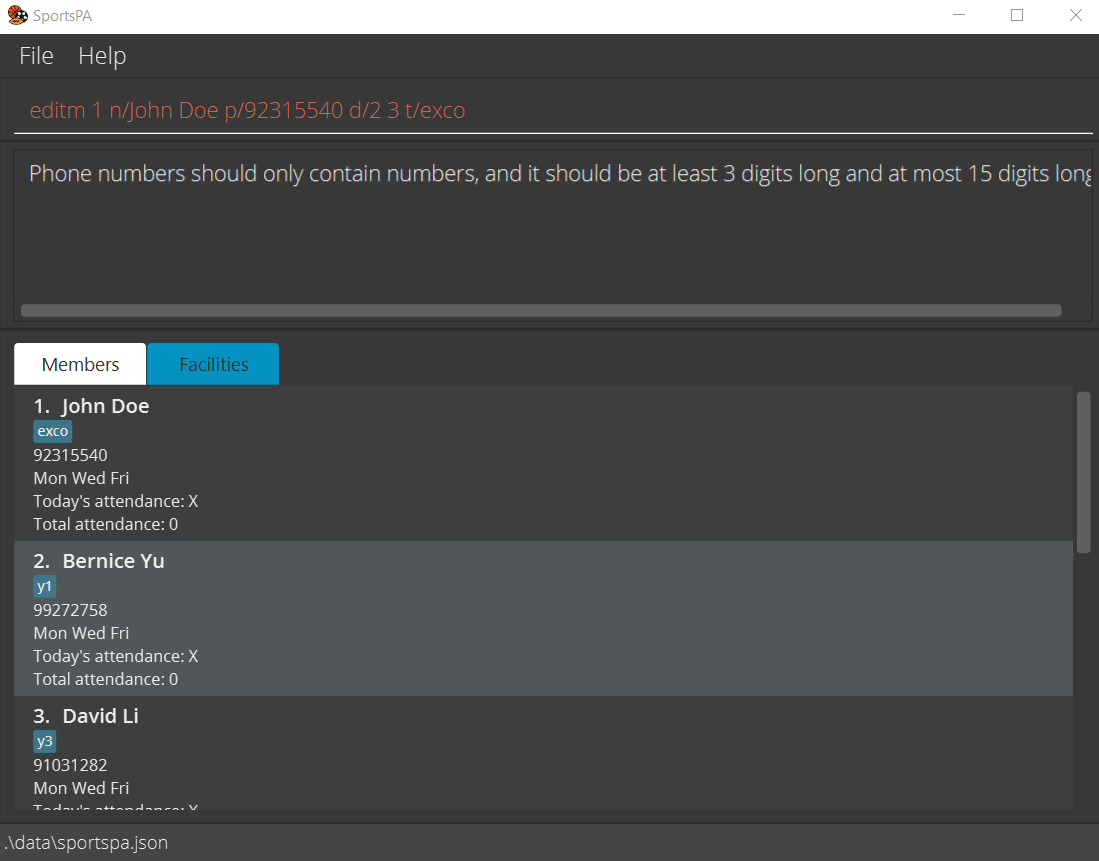 SportsPA
File Help
editm 1 n/John Doe p/92315540 d/2 3 t/exco
Phone numbers should only contain numbers, and it should be at least 3 digits long and at most 15 digits long
Members Facilities
1. John Doe
exco
92315540
Mon Wed Fri
Today's attendance: X
Total attendance: 0
2. Bernice Yu
y1
99272758
Mon Wed Fri
Today's attendance: X
Total attendance: 0
3. David Li
y3
91031282
Mon Wed Fri
Today's attendance: X
.\data\sportspa.json